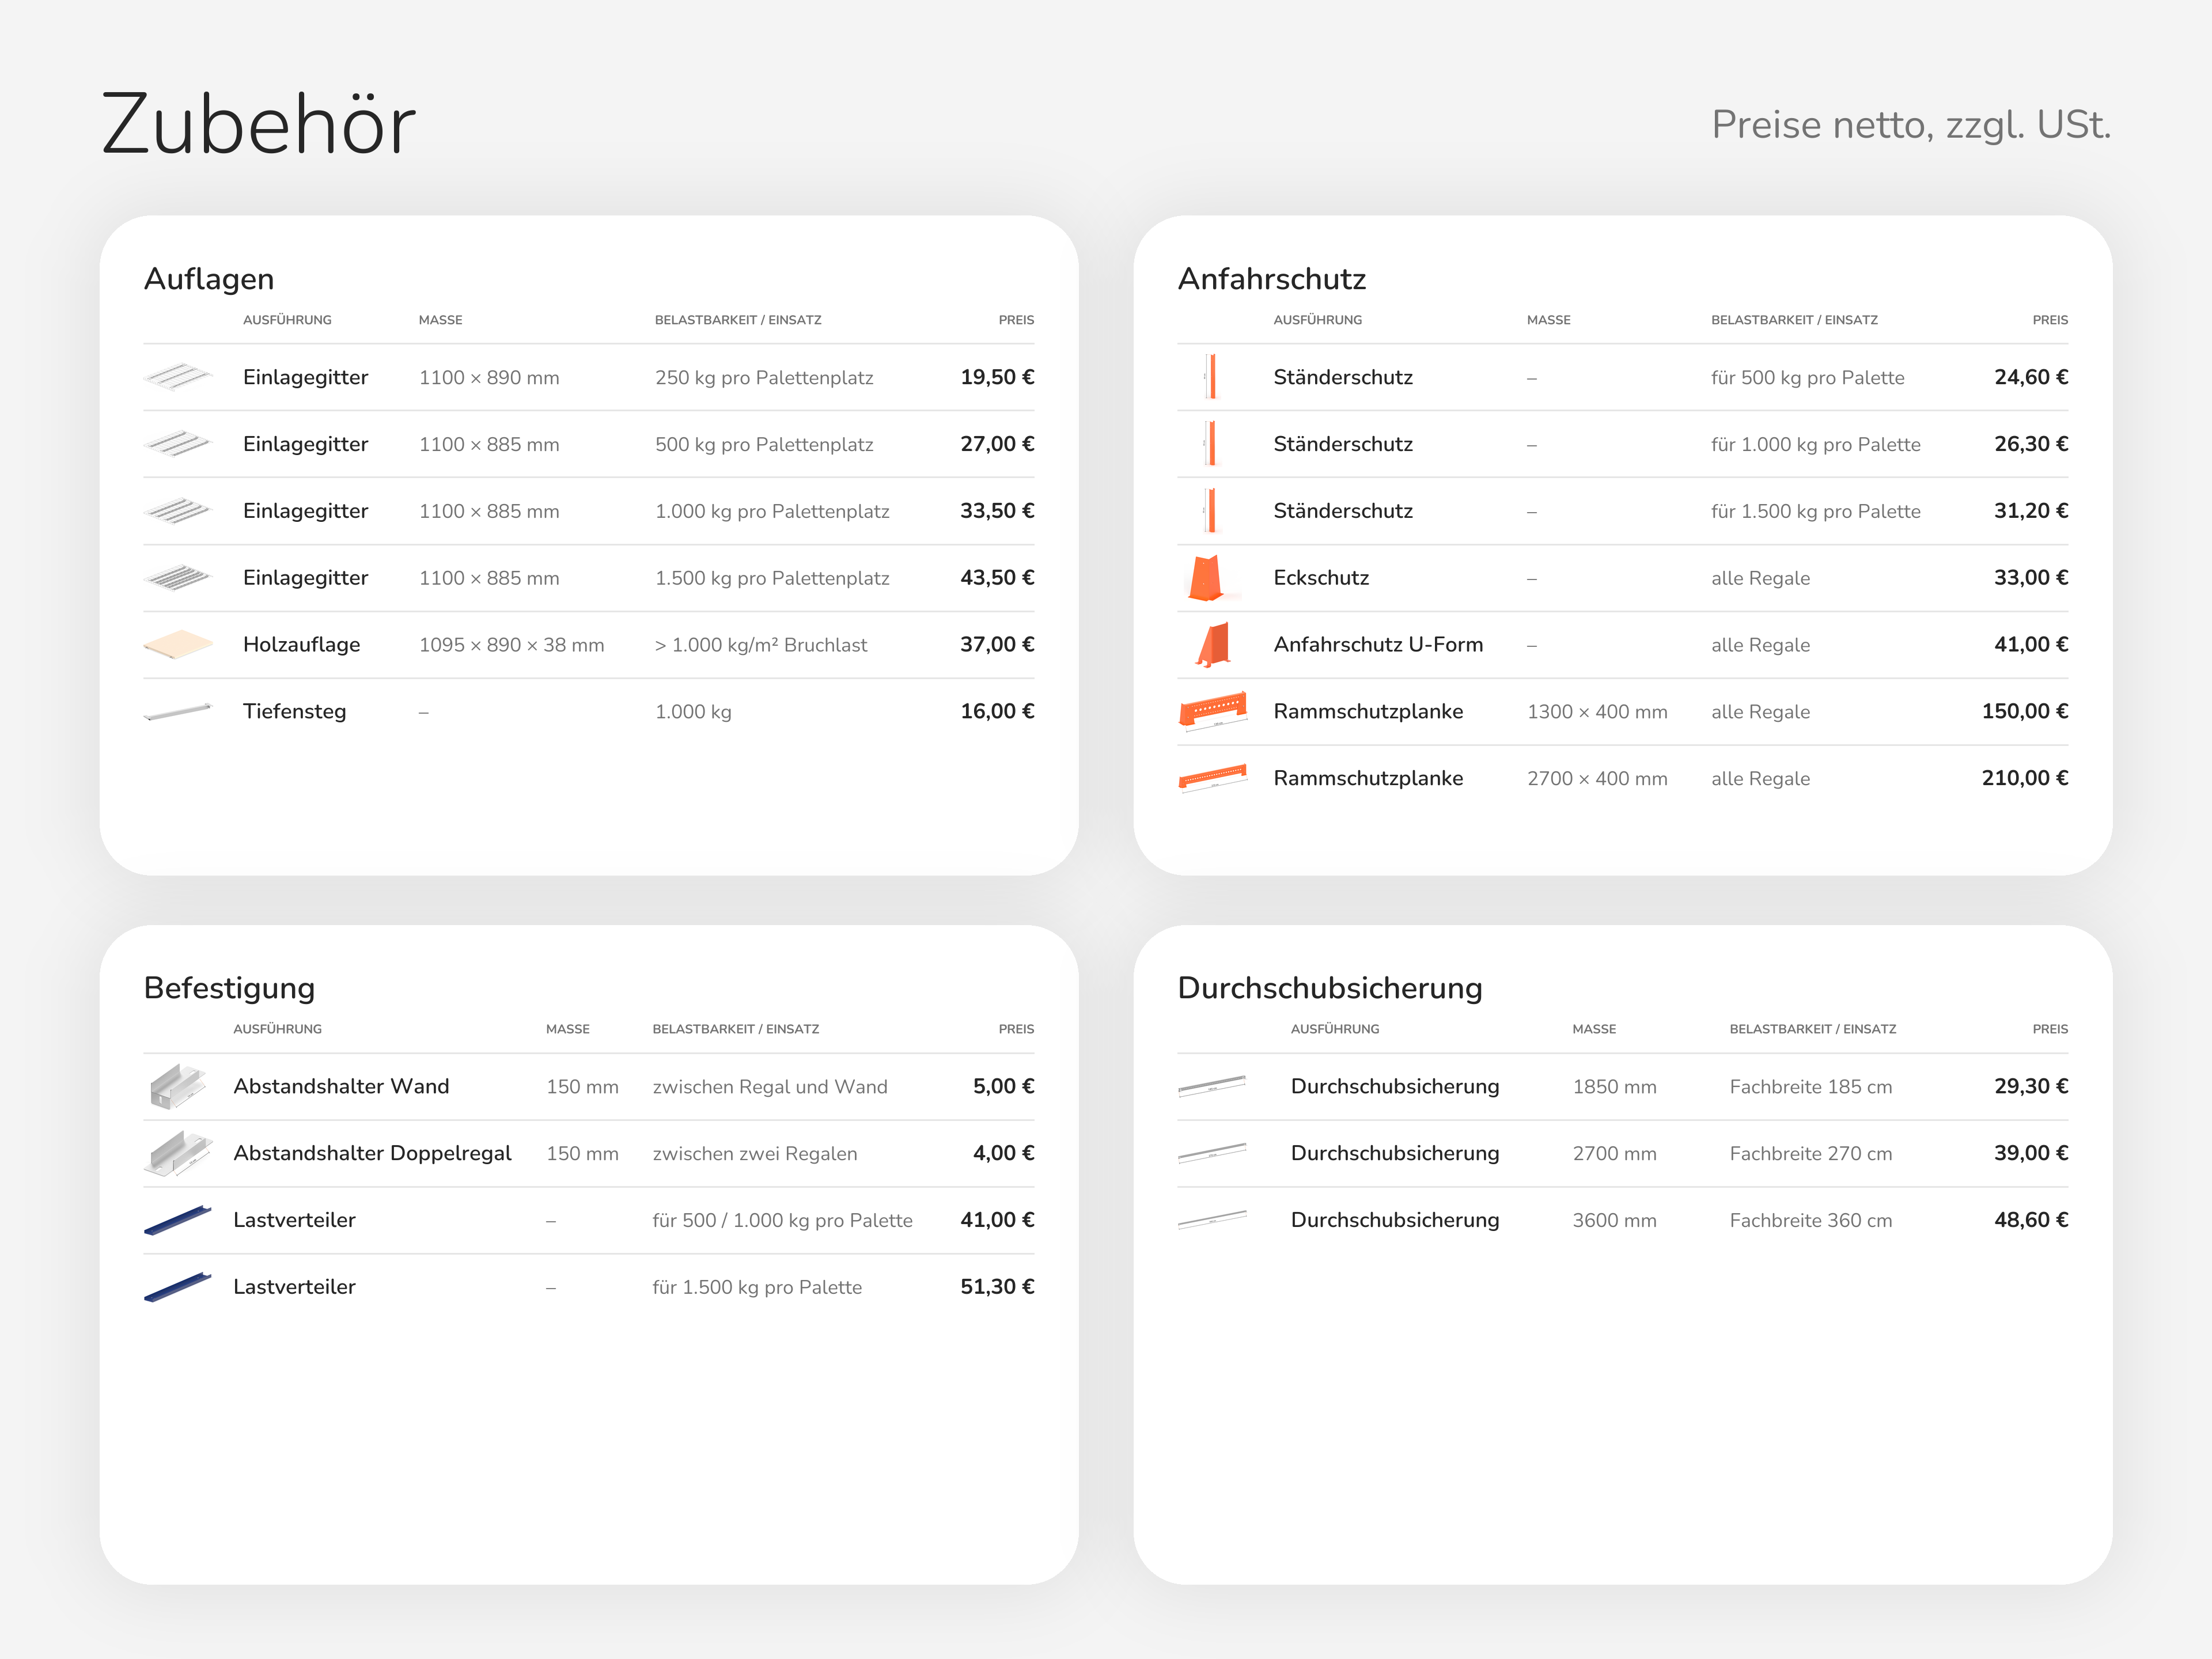 Zubehör
Preise netto, zzgl. USt.
Auflagen
AUSFÜHRUNG MASSE BELASTBARKEIT / EINSATZ PREIS
Einlagegitter 1100 × 890 mm 250 kg pro Palettenplatz 19,50 €
Einlagegitter 1100 × 885 mm 500 kg pro Palettenplatz 27,00 €
Einlagegitter 1100 × 885 mm 1.000 kg pro Palettenplatz 33,50 €
Einlagegitter 1100 × 885 mm 1.500 kg pro Palettenplatz 43,50 €
Holzauflage 1095 × 890 × 38 mm > 1.000 kg/m² Bruchlast 37,00 €
Tiefensteg – 1.000 kg 16,00 €
Anfahrschutz
AUSFÜHRUNG MASSE BELASTBARKEIT / EINSATZ PREIS
Ständerschutz – für 500 kg pro Palette 24,60 €
Ständerschutz – für 1.000 kg pro Palette 26,30 €
Ständerschutz – für 1.500 kg pro Palette 31,20 €
Eckschutz – alle Regale 33,00 €
Anfahrschutz U-Form – alle Regale 41,00 €
Rammschutzplanke 1300 × 400 mm alle Regale 150,00 €
Rammschutzplanke 2700 × 400 mm alle Regale 210,00 €
Befestigung
AUSFÜHRUNG MASSE BELASTBARKEIT / EINSATZ PREIS
Abstandshalter Wand 150 mm zwischen Regal und Wand 5,00 €
Abstandshalter Doppelregal 150 mm zwischen zwei Regalen 4,00 €
Lastverteiler – für 500 / 1.000 kg pro Palette 41,00 €
Lastverteiler – für 1.500 kg pro Palette 51,30 €
Durchschubsicherung
AUSFÜHRUNG MASSE BELASTBARKEIT / EINSATZ PREIS
Durchschubsicherung 1850 mm Fachbreite 185 cm 29,30 €
Durchschubsicherung 2700 mm Fachbreite 270 cm 39,00 €
Durchschubsicherung 3600 mm Fachbreite 360 cm 48,60 €